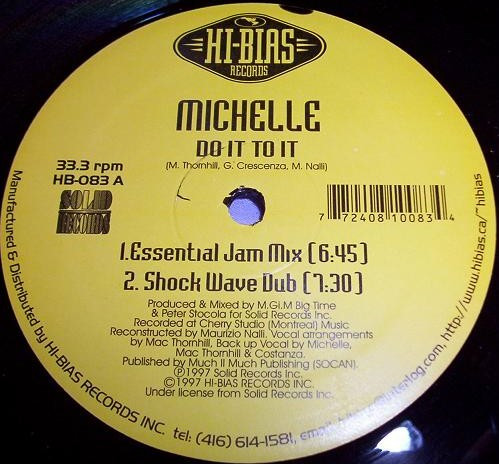 HI-BIAS
RECORDS
MICHELLE
DO IT TO IT
(M. Thornhill, G. Crescenza, M. Nalli)
33.3 rpm
HB-083 A
SOLID
RECORDS
7 72408 10083 4
1.Essential Jam Mix (6:45)
2. Shock Wave Dub (7:30)
Produced & Mixed by M.G.I.M Big Time
& Peter Stocola for Solid Records Inc.
Recorded at Cherry Studio (Montreal) Music
Reconstructed by Maurizio Nalli. Vocal arrangements
by Mac Thornhill, Back up Vocal by Michelle,
Mac Thornhill & Costanza.
Published by Much II Much Publishing (SOCAN).
Ⓟ1997 Solid Records Inc.
©1997 HI-BIAS RECORDS INC.
Under license from Solid Records Inc.
Manufactured & Distributed by HI-BIAS RECORDS INC. tel: (416) 614-1581, email: http://www.hibias.ca/~hibias